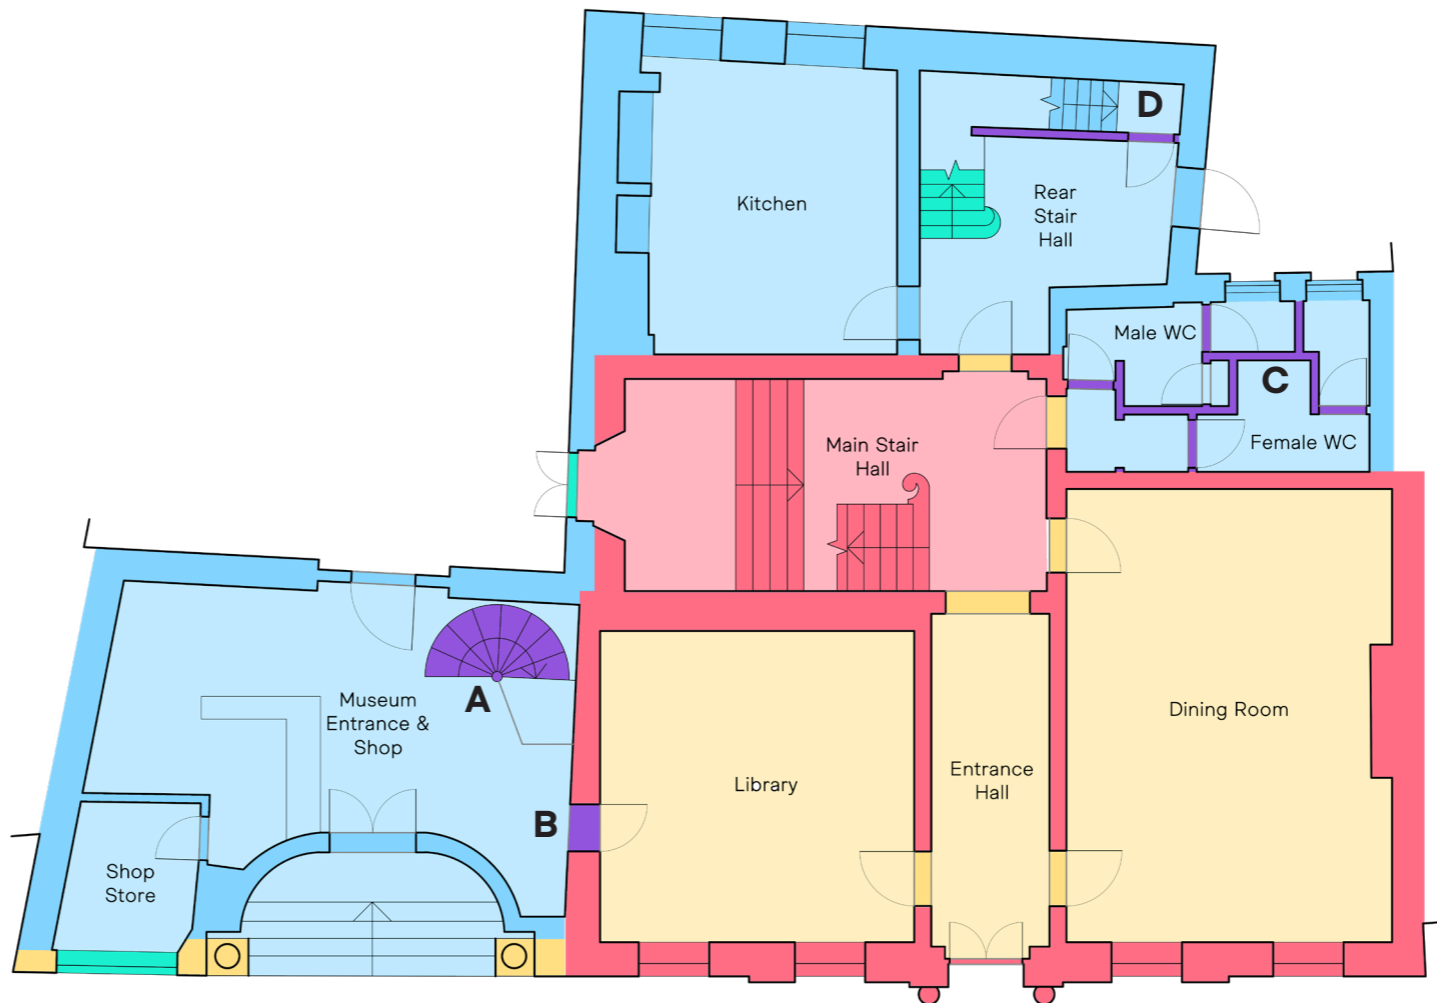 D
Kitchen
Rear
Stair
Hall
Male WC
C
Main Stair
Hall
Female WC
A
Museum
Entrance &
Shop
Dining Room
Library
Entrance
Hall
B
Shop
Store